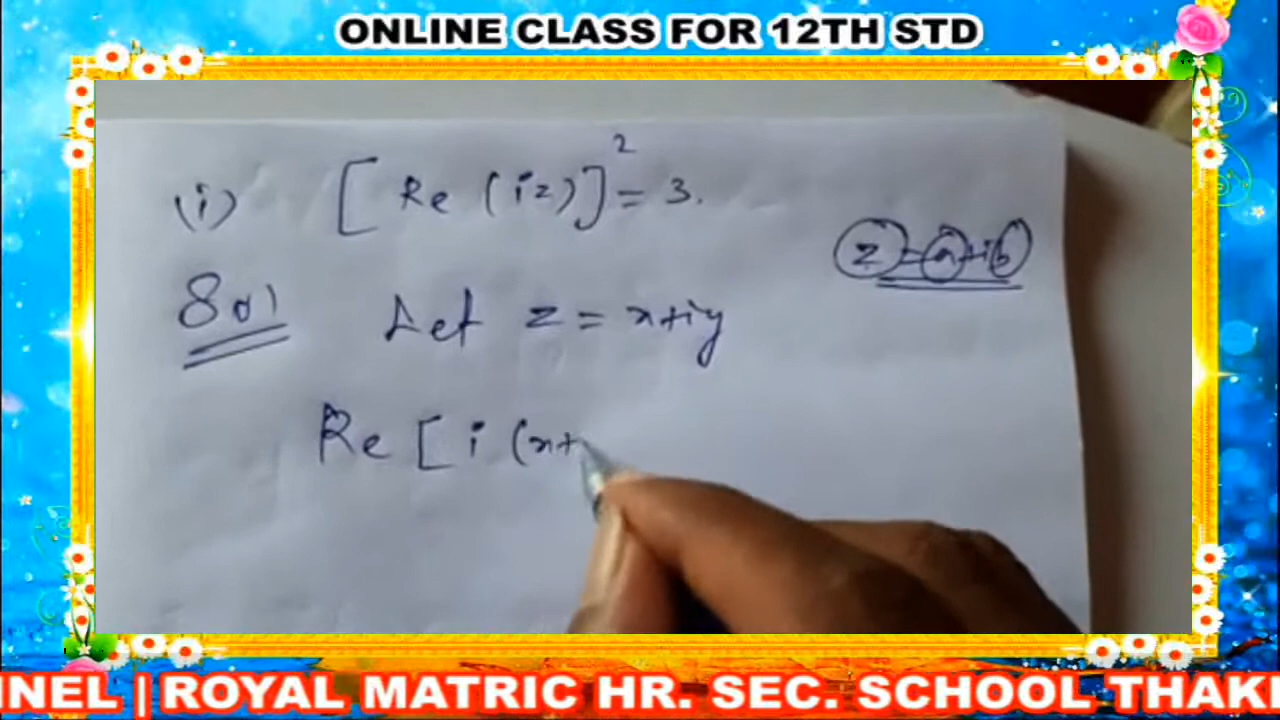 ONLINE CLASS FOR 12TH STD
(i) [Re (iz)]² = 3.
z = a+ib
Sol
Let z = x+iy
Re [ i (x+
NNEL | ROYAL MATRIC HR. SEC. SCHOOL THAK